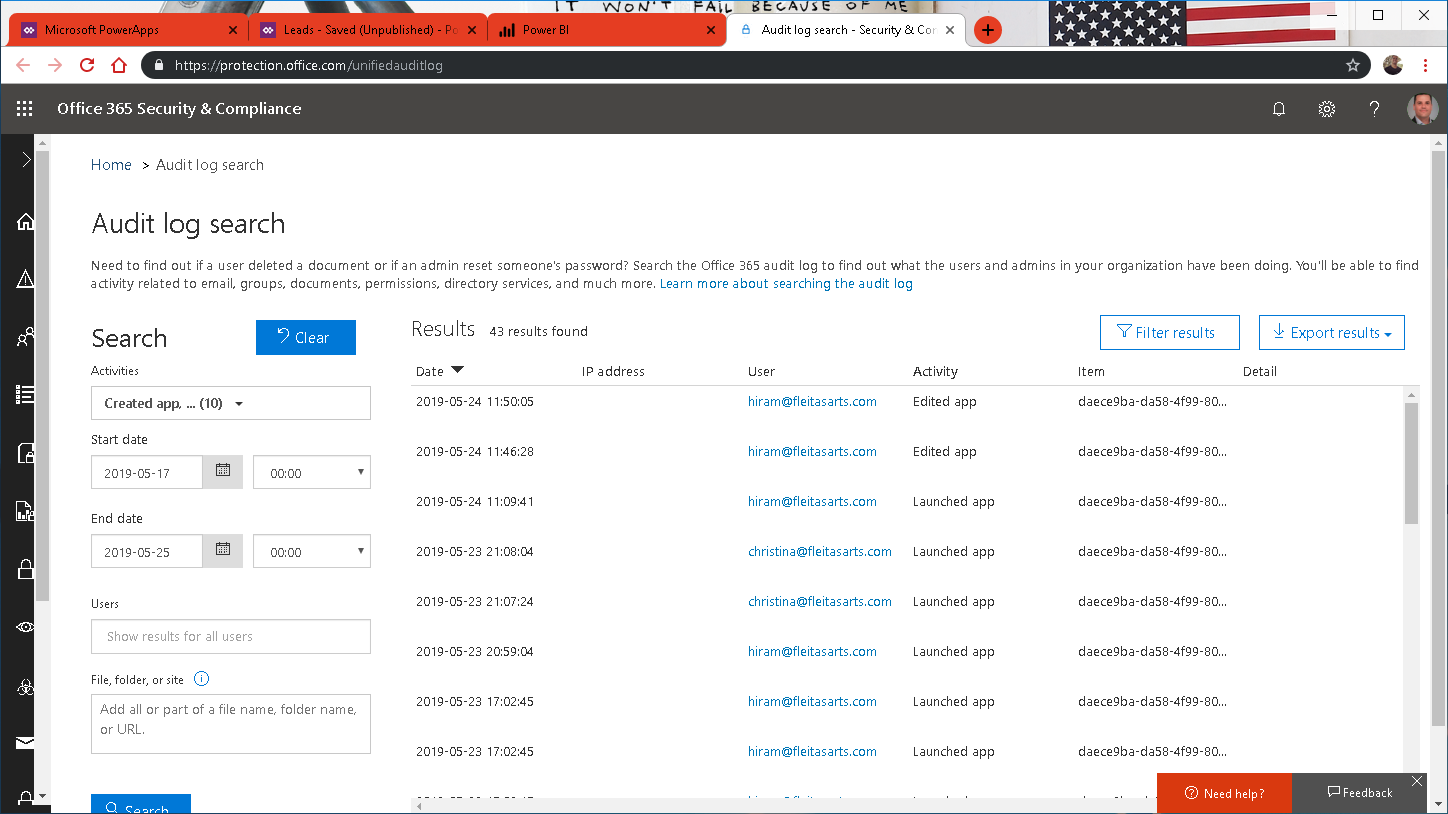 IT WON'T FAIL BECAUSE OF ME
Microsoft PowerApps
Leads - Saved (Unpublished) - Po
Power BI
Audit log search - Security & Cor
https://protection.office.com/unifiedauditlog
Office 365 Security & Compliance
Home > Audit log search
Audit log search
Need to find out if a user deleted a document or if an admin reset someone's password? Search the Office 365 audit log to find out what the users and admins in your organization have been doing. You'll be able to find
activity related to email, groups, documents, permissions, directory services, and much more. Learn more about searching the audit log
Search
Clear
Activities
Created app, ... (10)
Start date
2019-05-17 00:00
End date
2019-05-25 00:00
Users
Show results for all users
File, folder, or site
Add all or part of a file name, folder name,
or URL.
Search
Results 43 results found
Filter results
Export results
Date IP address User Activity Item Detail
2019-05-24 11:50:05 hiram@fleitasarts.com Edited app daece9ba-da58-4f99-80...
2019-05-24 11:46:28 hiram@fleitasarts.com Edited app daece9ba-da58-4f99-80...
2019-05-24 11:09:41 hiram@fleitasarts.com Launched app daece9ba-da58-4f99-80...
2019-05-23 21:08:04 christina@fleitasarts.com Launched app daece9ba-da58-4f99-80...
2019-05-23 21:07:24 christina@fleitasarts.com Launched app daece9ba-da58-4f99-80...
2019-05-23 20:59:04 hiram@fleitasarts.com Launched app daece9ba-da58-4f99-80...
2019-05-23 17:02:45 hiram@fleitasarts.com Launched app daece9ba-da58-4f99-80...
2019-05-23 17:02:45 hiram@fleitasarts.com Launched app daece9ba-da58-4f99-80...
Need help?
Feedback